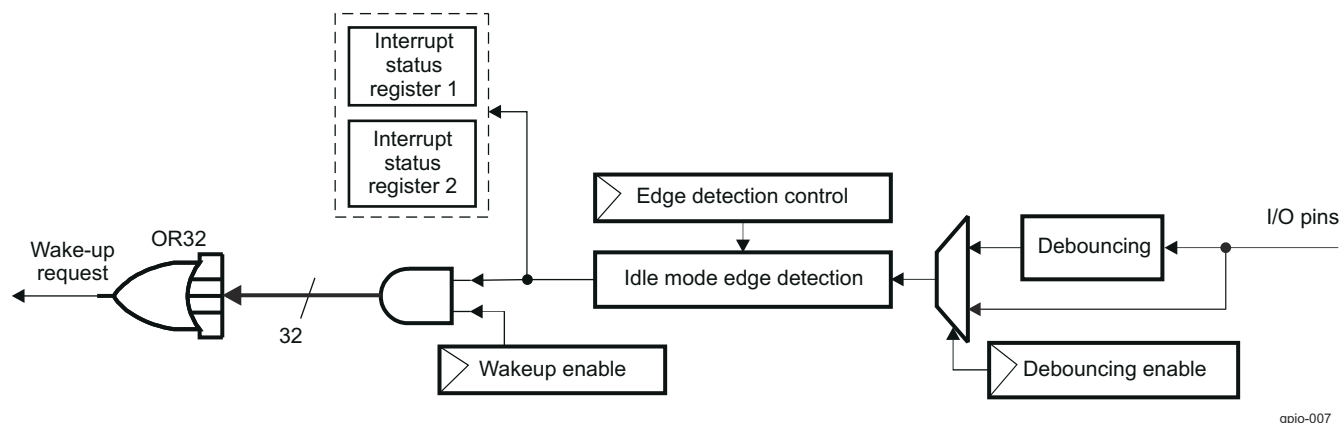 Interrupt
status
register 1
Interrupt
status
register 2
Edge detection control
I/O pins
Debouncing
OR32
Wake-up
request
Idle mode edge detection
32
Wakeup enable
Debouncing enable
gpio-007